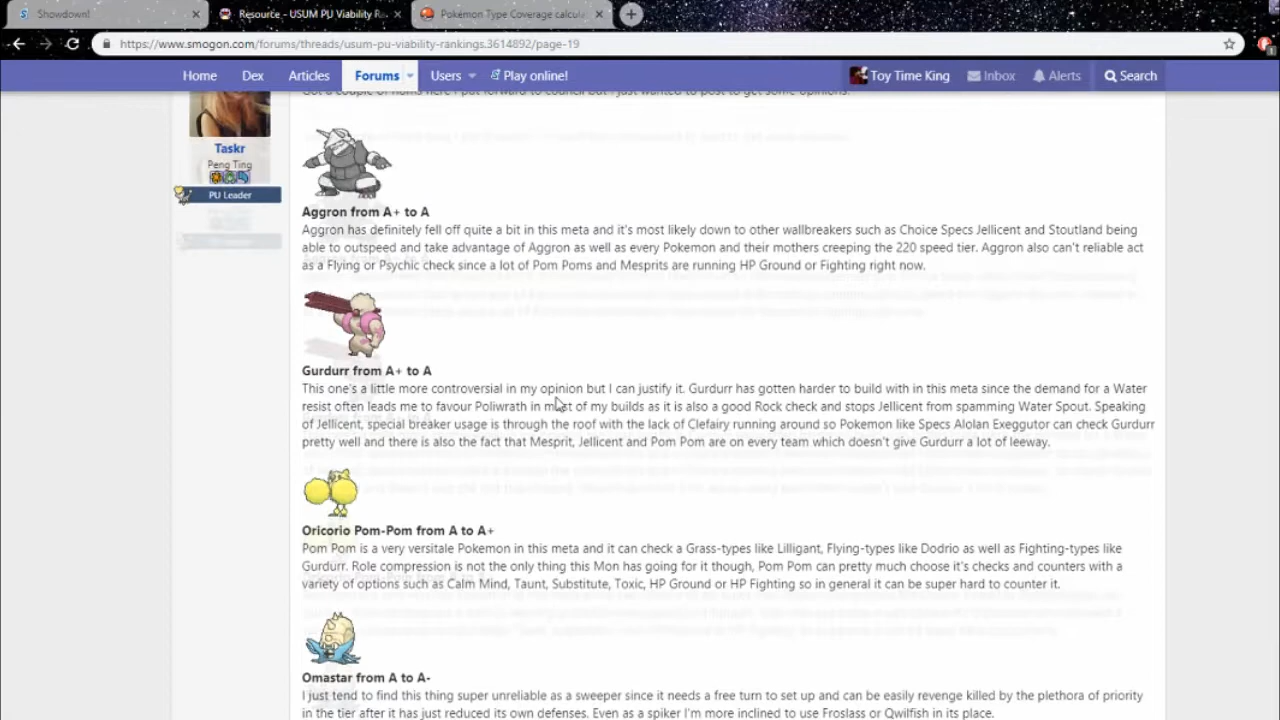 Showdown!
Resource - USUM PU Viability R
Pokémon Type Coverage calcul
https://www.smogon.com/forums/threads/usum-pu-viability-rankings.3614892/page-19
Home Dex Articles Forums Users Play online! Toy Time King Inbox Alerts Search
Got a couple of noms here I put forward to council but I just wanted to post to get some opinions.
Taskr
Peng Ting
PU Leader
Aggron from A+ to A
Aggron has definitely fell off quite a bit in this meta and it's most likely down to other wallbreakers such as Choice Specs Jellicent and Stoutland being
able to outspeed and take advantage of Aggron as well as every Pokemon and their mothers creeping the 220 speed tier. Aggron also can't reliable act
as a Flying or Psychic check since a lot of Pom Poms and Mesprits are running HP Ground or Fighting right now.
Gurdurr from A+ to A
This one's a little more controversial in my opinion but I can justify it. Gurdurr has gotten harder to build with in this meta since the demand for a Water
resist often leads me to favour Poliwrath in most of my builds as it is also a good Rock check and stops Jellicent from spamming Water Spout. Speaking
of Jellicent, special breaker usage is through the roof with the lack of Clefairy running around so Pokemon like Specs Alolan Exeggutor can check Gurdurr
pretty well and there is also the fact that Mesprit, Jellicent and Pom Pom are on every team which doesn't give Gurdurr a lot of leeway.
Oricorio Pom-Pom from A to A+
Pom Pom is a very versitale Pokemon in this meta and it can check a Grass-types like Lilligant, Flying-types like Dodrio as well as Fighting-types like
Gurdurr. Role compression is not the only thing this Mon has going for it though, Pom Pom can pretty much choose it's checks and counters with a
variety of options such as Calm Mind, Taunt, Substitute, Toxic, HP Ground or HP Fighting so in general it can be super hard to counter it.
Omastar from A to A-
I just tend to find this thing super unreliable as a sweeper since it needs a free turn to set up and can be easily revenge killed by the plethora of priority
in the tier after it has just reduced its own defenses. Even as a spiker I'm more inclined to use Froslass or Qwilfish in its place.